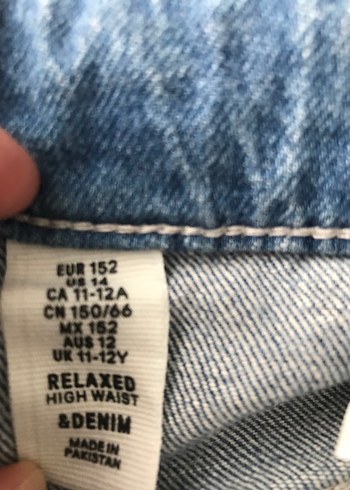 EUR 152
US 14
CA 11-12A
CN 150/66
MX 152
AUS 12
UK 11-12Y
RELAXED
HIGH WAIST
&DENIM
MADE IN
PAKISTAN